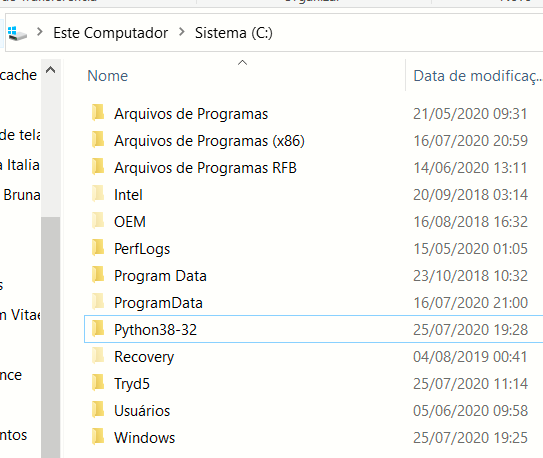 Este Computador > Sistema (C:)
Nome Data de modificaç...
cache
de tela
a Italia
Bruna
s
m Vitae
nce
ntos
Arquivos de Programas 21/05/2020 09:31
Arquivos de Programas (x86) 16/07/2020 20:59
Arquivos de Programas RFB 14/06/2020 13:11
Intel 20/09/2018 03:14
OEM 16/08/2018 16:32
PerfLogs 15/05/2020 01:05
Program Data 23/10/2018 10:32
ProgramData 16/07/2020 21:00
Python38-32 25/07/2020 19:28
Recovery 04/08/2019 00:41
Tryd5 25/07/2020 11:14
Usuários 05/06/2020 09:58
Windows 25/07/2020 19:25